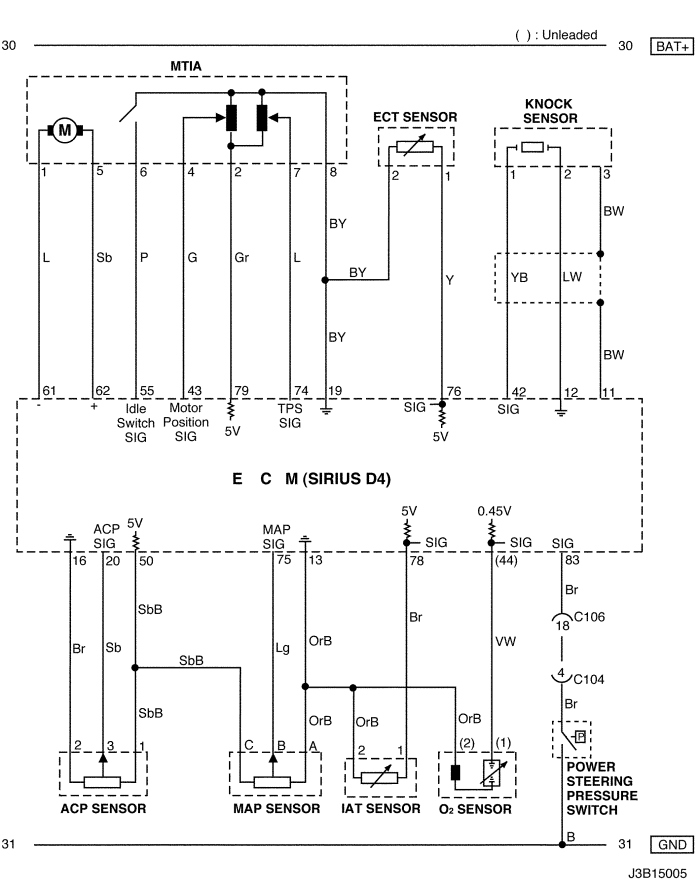 ( ) : Unleaded
30 30 BAT+
MTIA
ECT SENSOR
KNOCK
SENSOR
M
1 5 6 4 2 7 8 2 1 1 2 3
BY BW
L Sb P G Gr L BY Y YB LW
BY BW
61 62 55 43 79 74 19 76 42 12 11
- + Idle Motor 5V TPS SIG SIG
Switch Position SIG 5V
SIG SIG
E C M (SIRIUS D4)
ACP 5V MAP 5V 0.45V
SIG SIG SIG SIG SIG
16 20 50 75 13 78 (44) 83
SbB Br Br
C106
18
Br Sb Lg OrB VW
SbB
4
C104
SbB OrB OrB OrB Br
2 3 1 C B A 2 1 (2) (1)
P
ACP SENSOR MAP SENSOR IAT SENSOR O2 SENSOR
POWER
STEERING
PRESSURE
SWITCH
B
31 31 GND
J3B15005